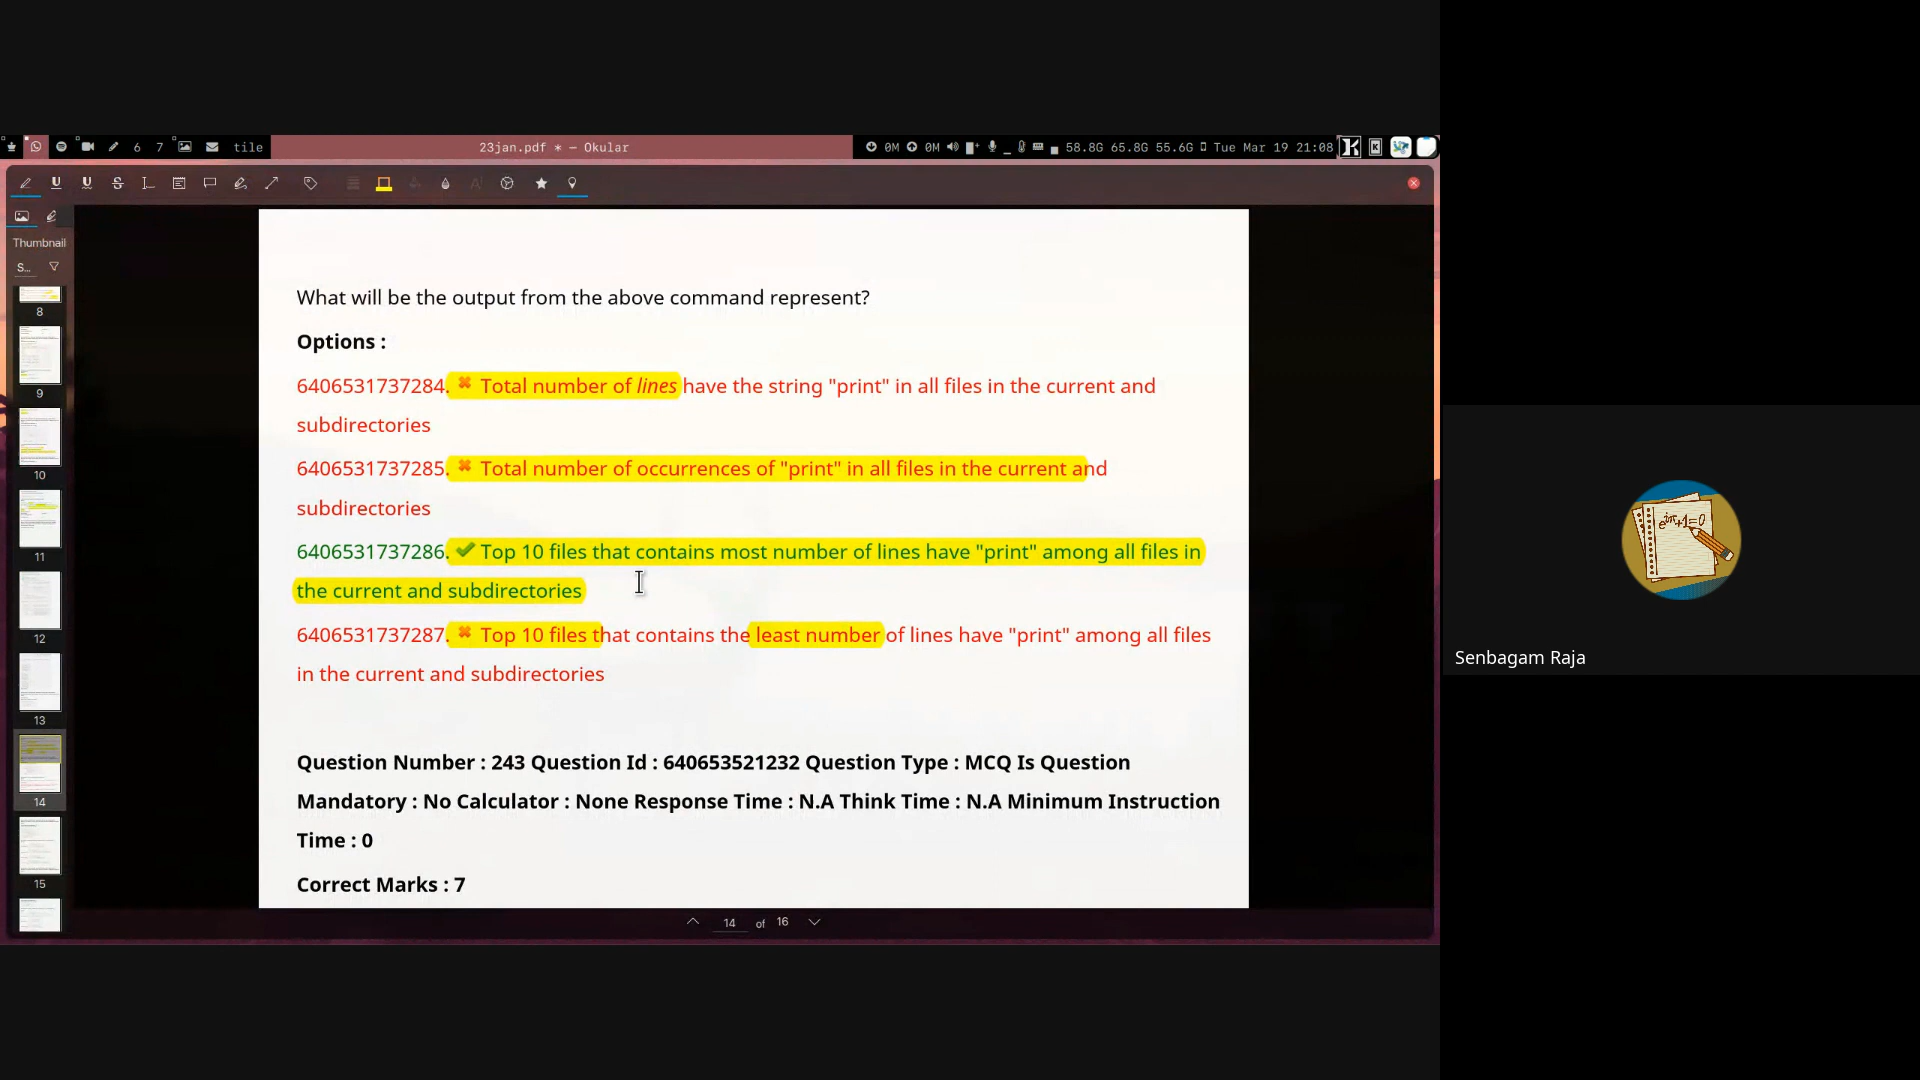 6 7 tile 23jan.pdf * — Okular 0M 0M 58.8G 65.8G 55.6G Tue Mar 19 21:08
Thumbnail
S...
8
9
10
11
12
13
14
15
What will be the output from the above command represent?
Options :
6406531737284. Total number of lines have the string "print" in all files in the current and
subdirectories
6406531737285. Total number of occurrences of "print" in all files in the current and
subdirectories
6406531737286. Top 10 files that contains most number of lines have "print" among all files in
the current and subdirectories
6406531737287. Top 10 files that contains the least number of lines have "print" among all files
in the current and subdirectories
Question Number : 243 Question Id : 640653521232 Question Type : MCQ Is Question
Mandatory : No Calculator : None Response Time : N.A Think Time : N.A Minimum Instruction
Time : 0
Correct Marks : 7
14 of 16
e^iπ+1=0
Senbagam Raja